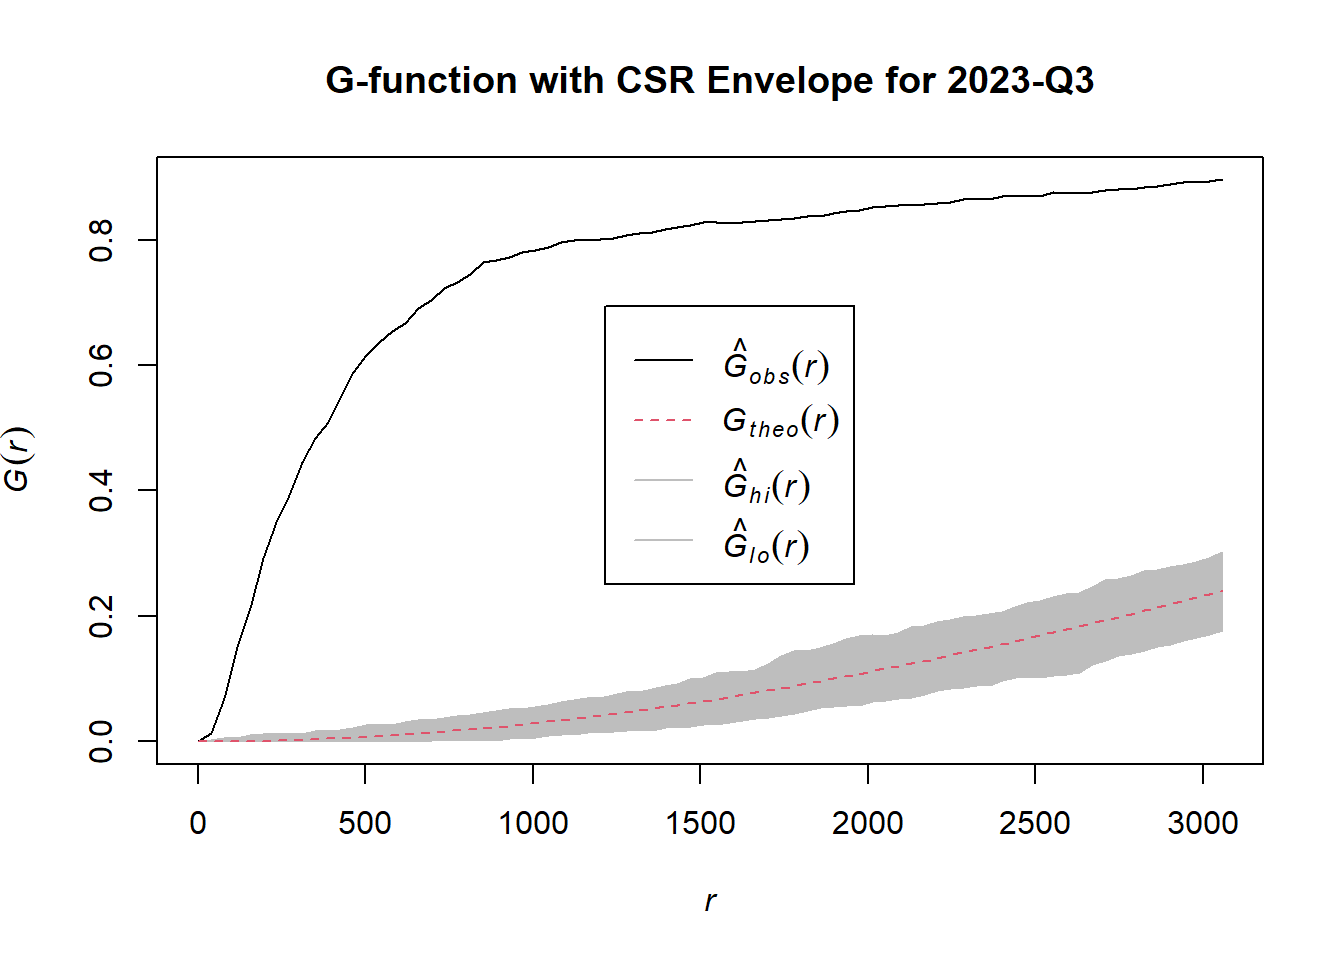 G-function with CSR Envelope for 2023-Q3
G(r)
0.8
0.6
0.4
0.2
0.0
Ĝobs(r)
Gtheo(r)
Ĝhi(r)
Ĝlo(r)
0 500 1000 1500 2000 2500 3000
r